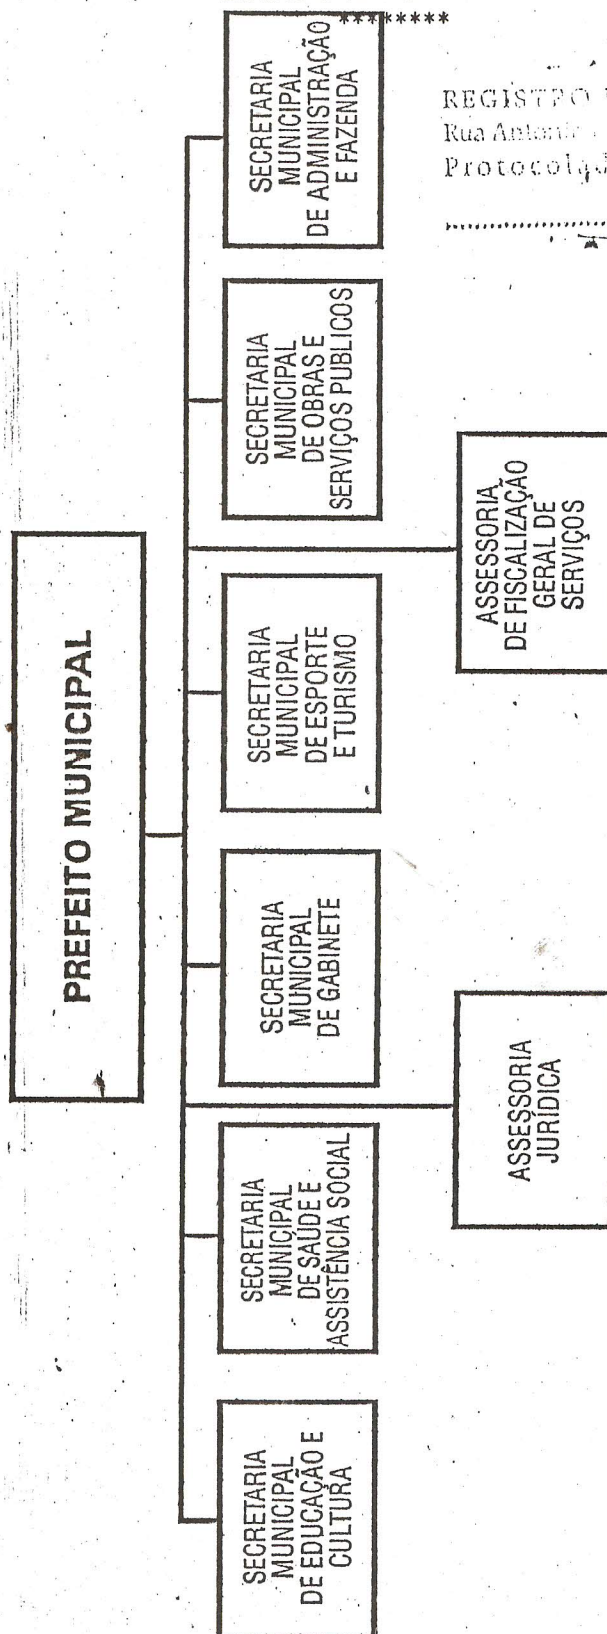 PREFEITO MUNICIPAL
SECRETARIA
MUNICIPAL
DE EDUCAÇÃO E
CULTURA
SECRETARIA
MUNICIPAL
DE SAÚDE E
ASSISTÊNCIA SOCIAL
SECRETARIA
MUNICIPAL
DE GABINETE
SECRETARIA
MUNICIPAL
DE ESPORTE
E TURISMO
SECRETARIA
MUNICIPAL
DE OBRAS E
SERVIÇOS PUBLICOS
SECRETARIA
MUNICIPAL
DE ADMINISTRAÇÃO
E FAZENDA
ASSESSORIA
JURÍDICA
ASSESSORIA
DE FISCALIZAÇÃO
GERAL DE
SERVIÇOS
********
REGISTRO
Rua